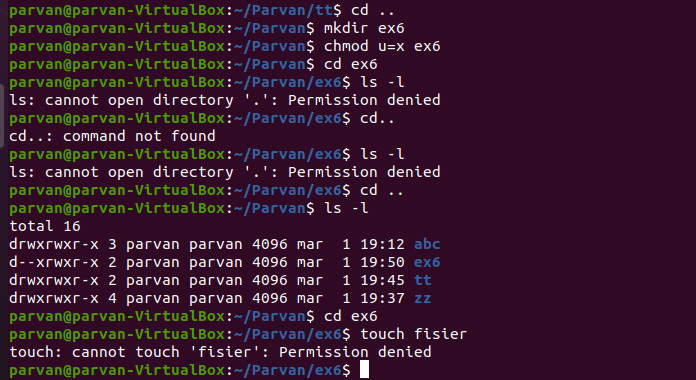 parvan@parvan-VirtualBox:~/Parvan/tt$ cd ..
parvan@parvan-VirtualBox:~/Parvan$ mkdir ex6
parvan@parvan-VirtualBox:~/Parvan$ chmod u=x ex6
parvan@parvan-VirtualBox:~/Parvan$ cd ex6
parvan@parvan-VirtualBox:~/Parvan/ex6$ ls -l
ls: cannot open directory '.': Permission denied
parvan@parvan-VirtualBox:~/Parvan/ex6$ cd..
cd..: command not found
parvan@parvan-VirtualBox:~/Parvan/ex6$ ls -l
ls: cannot open directory '.': Permission denied
parvan@parvan-VirtualBox:~/Parvan/ex6$ cd ..
parvan@parvan-VirtualBox:~/Parvan$ ls -l
total 16
drwxrwxr-x 3 parvan parvan 4096 mar  1 19:12 abc
d--xrwxr-x 2 parvan parvan 4096 mar  1 19:50 ex6
drwxrwxr-x 2 parvan parvan 4096 mar  1 19:45 tt
drwxrwxr-x 4 parvan parvan 4096 mar  1 19:37 zz
parvan@parvan-VirtualBox:~/Parvan$ cd ex6
parvan@parvan-VirtualBox:~/Parvan/ex6$ touch fisier
touch: cannot touch 'fisier': Permission denied
parvan@parvan-VirtualBox:~/Parvan/ex6$